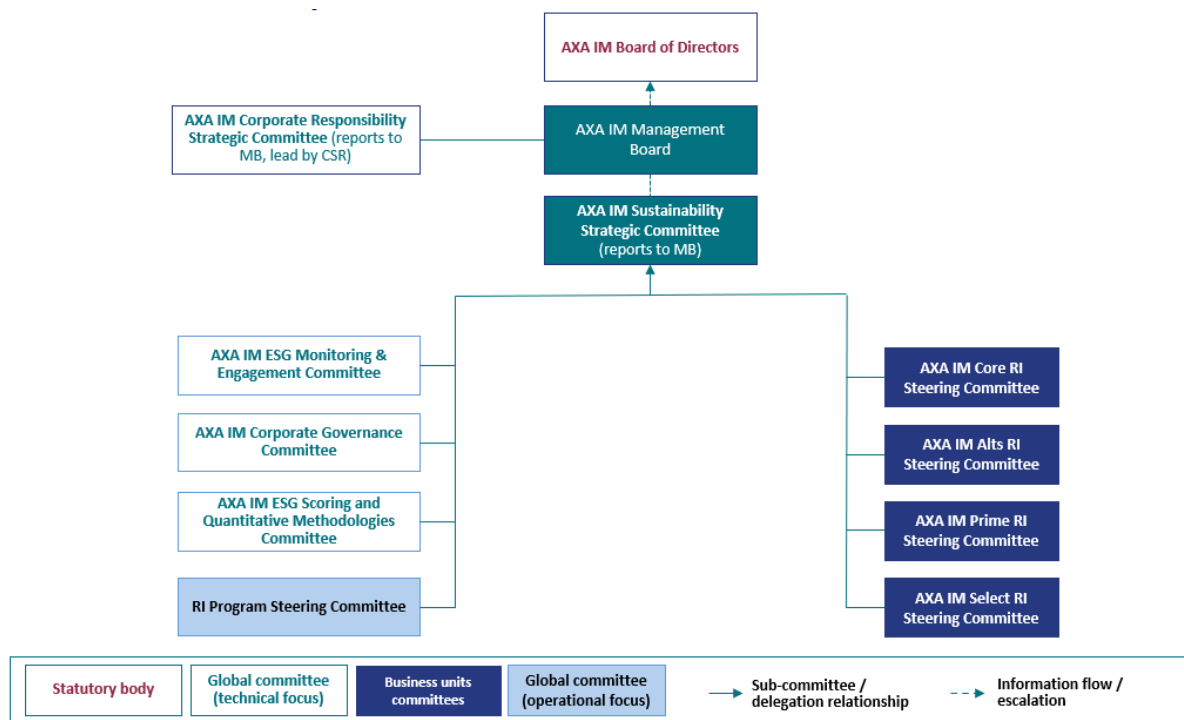 AXA IM Board of Directors
AXA IM Corporate Responsibility
Strategic Committee (reports to
MB, lead by CSR)
AXA IM Management
Board
AXA IM Sustainability
Strategic Committee
(reports to MB)
AXA IM ESG Monitoring &
Engagement Committee
AXA IM Corporate Governance
Committee
AXA IM ESG Scoring and
Quantitative Methodologies
Committee
RI Program Steering Committee
AXA IM Core RI
Steering Committee
AXA IM Alts RI
Steering Committee
AXA IM Prime RI
Steering Committee
AXA IM Select RI
Steering Committee
Statutory body
Global committee
(technical focus)
Business units
committees
Global committee
(operational focus)
Sub-committee /
delegation relationship
Information flow /
escalation